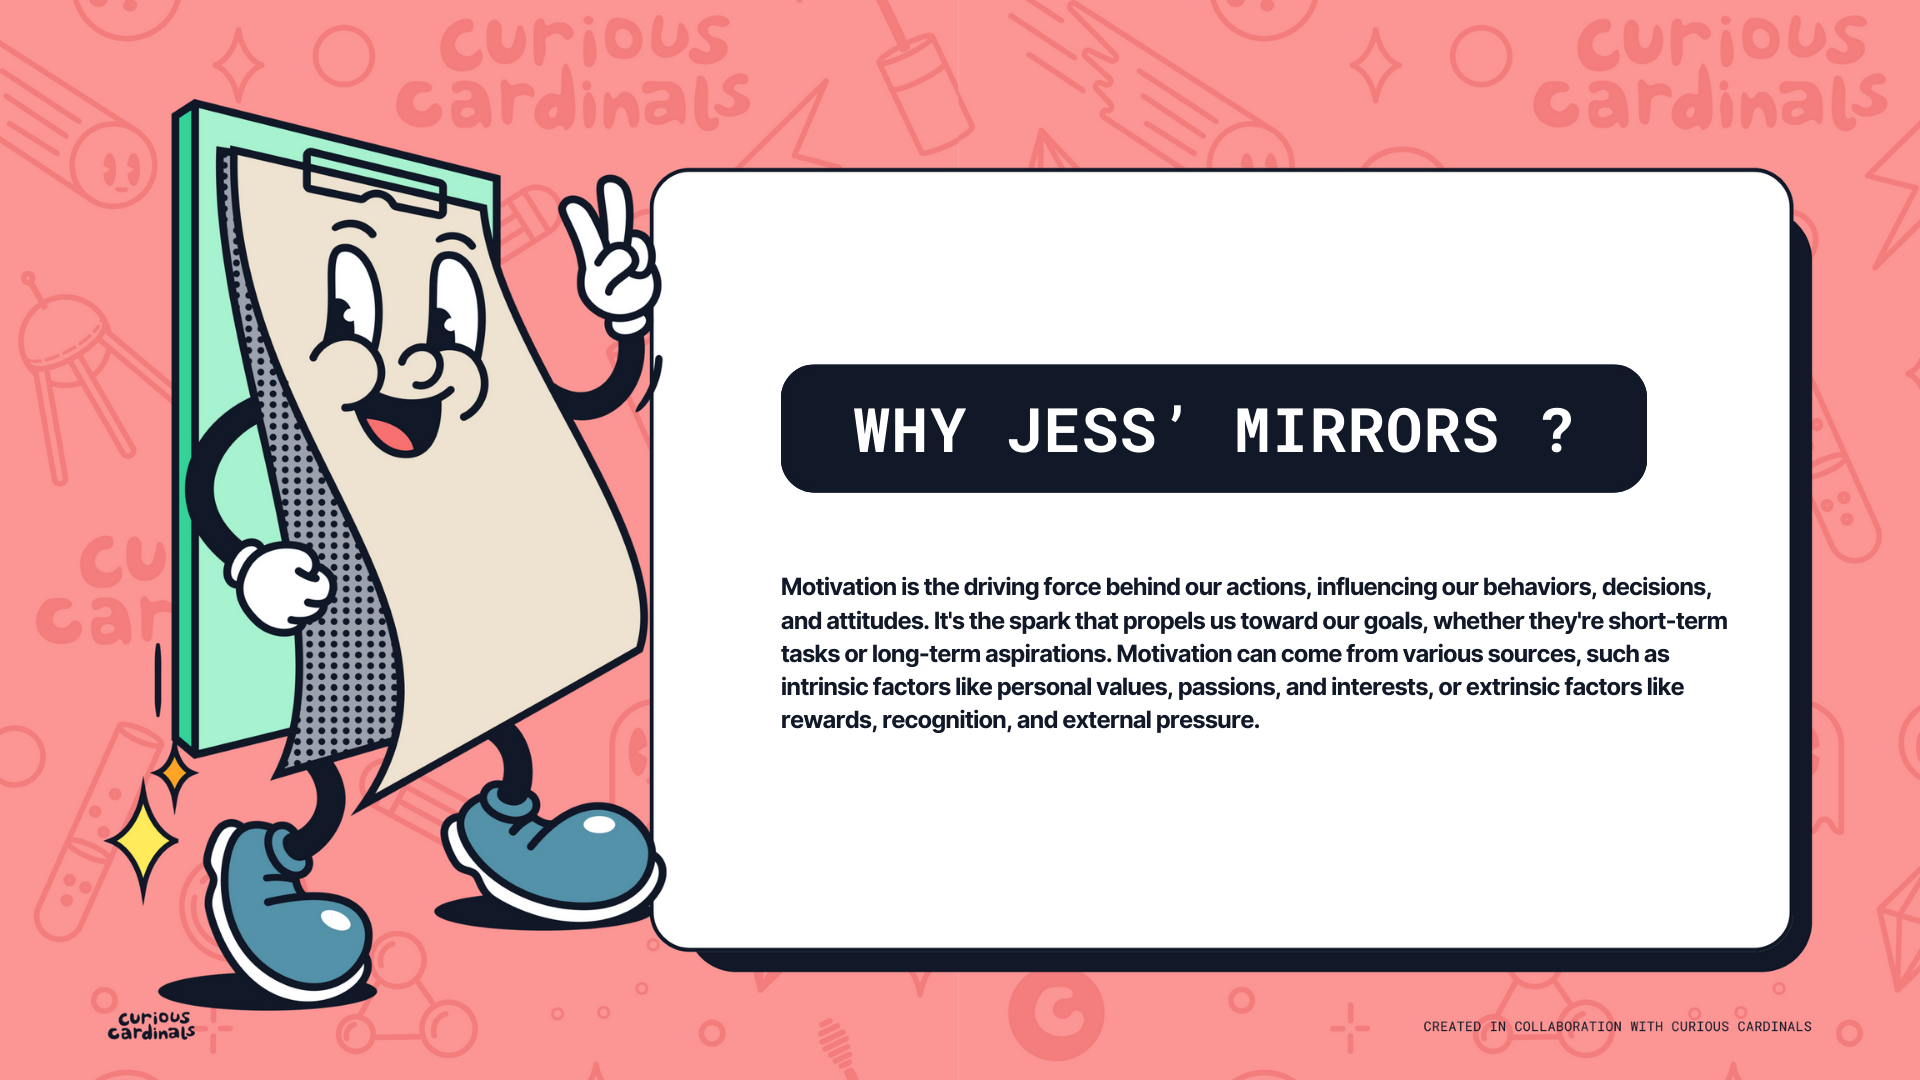 curious
cardinals
curious
cardinals
WHY JESS’ MIRRORS ?
Motivation is the driving force behind our actions, influencing our behaviors, decisions,
and attitudes. It's the spark that propels us toward our goals, whether they're short-term
tasks or long-term aspirations. Motivation can come from various sources, such as
intrinsic factors like personal values, passions, and interests, or extrinsic factors like
rewards, recognition, and external pressure.
cu
car
curious
cardinals
CREATED IN COLLABORATION WITH CURIOUS CARDINALS